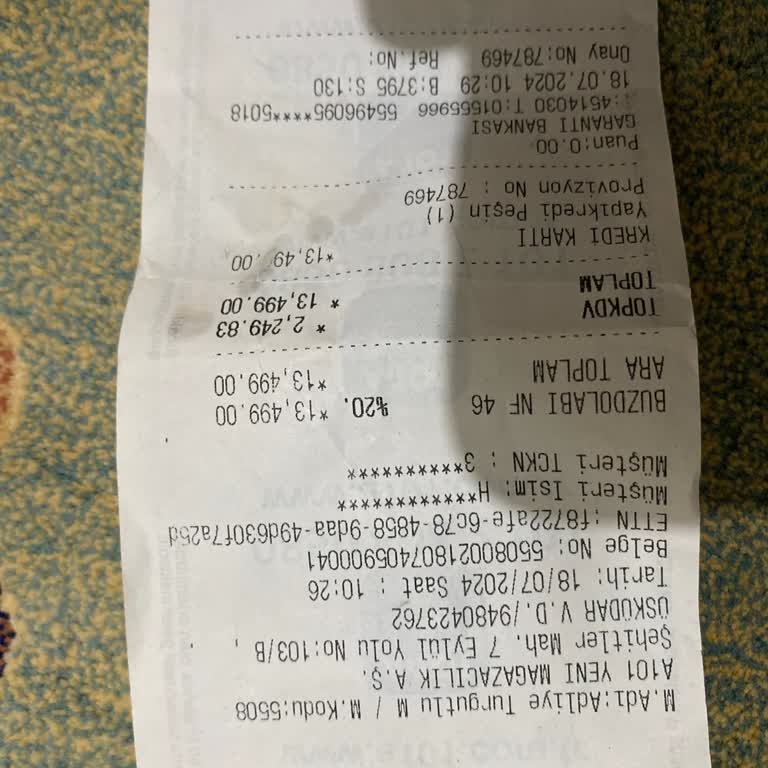 M.Adı:Adliye Turgutlu M / M.Kodu:5508
A101 YENİ MAGAZACILIK A.Ş.
Şehitler Mah. 7 Eylül Yolu No:103/B ,
ÜSKÜDAR V.D./9480423762
Tarih: 18/07/2024 Saat : 10:26
Belge No: 55080021807405900041
ETTN :f8722afe-6c78-4858-9daa-49d630f7a25d
Müşteri İsim: H*************
Müşteri TCKN : 3***********
BUZDOLABI NF 46 %20. *13,499.00
ARA TOPLAM *13,499.00
TOPKDV * 2,249.83
TOPLAM * 13,499.00
KREDİ KARTI *13,499.00
Yapıkredi Peşin (1)
Provizyon No : 787469
Puan:0.00
GARANTİ BANKASI
:4514030 T:01555966 55496095****5018
18.07.2024 10:29 B:3795 S:130
Onay No:787469 Ref.No: